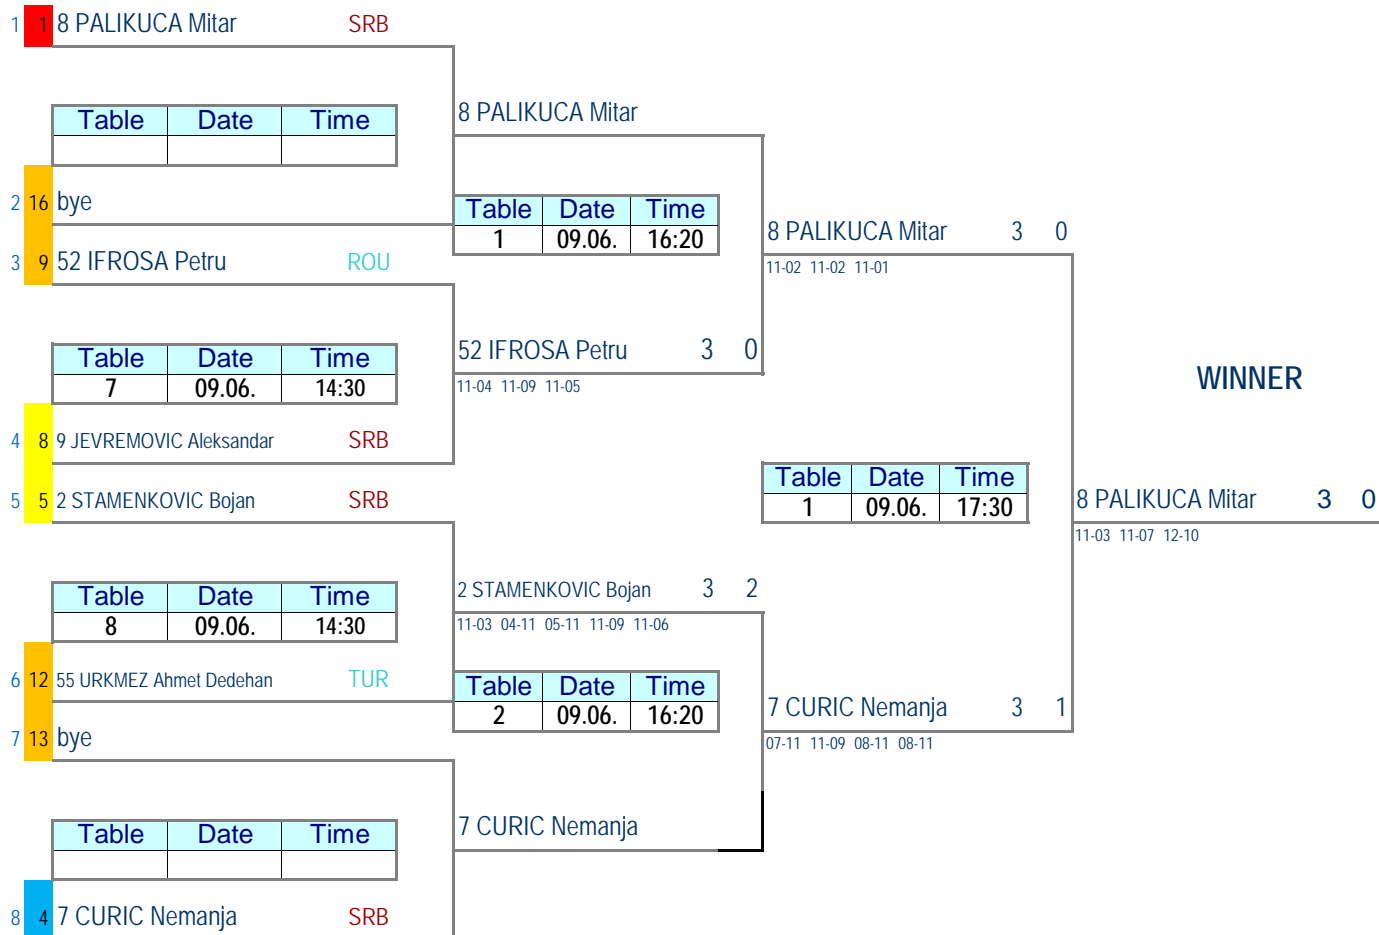 1 1 8 PALIKUCA Mitar SRB
8 PALIKUCA Mitar
Table Date Time
2 16 bye
Table Date Time
1 09.06. 16:20
8 PALIKUCA Mitar 3 0
11-02 11-02 11-01
3 9 52 IFROSA Petru ROU
52 IFROSA Petru 3 0
11-04 11-09 11-05
Table Date Time
7 09.06. 14:30
WINNER
4 8 9 JEVREMOVIC Aleksandar SRB
Table Date Time
1 09.06. 17:30
5 5 2 STAMENKOVIC Bojan SRB
8 PALIKUCA Mitar 3 0
11-03 11-07 12-10
2 STAMENKOVIC Bojan 3 2
11-03 04-11 05-11 11-09 11-06
Table Date Time
8 09.06. 14:30
6 12 55 URKMEZ Ahmet Dedehan TUR
Table Date Time
2 09.06. 16:20
7 CURIC Nemanja 3 1
07-11 11-09 08-11 08-11
7 13 bye
7 CURIC Nemanja
Table Date Time
8 4 7 CURIC Nemanja SRB